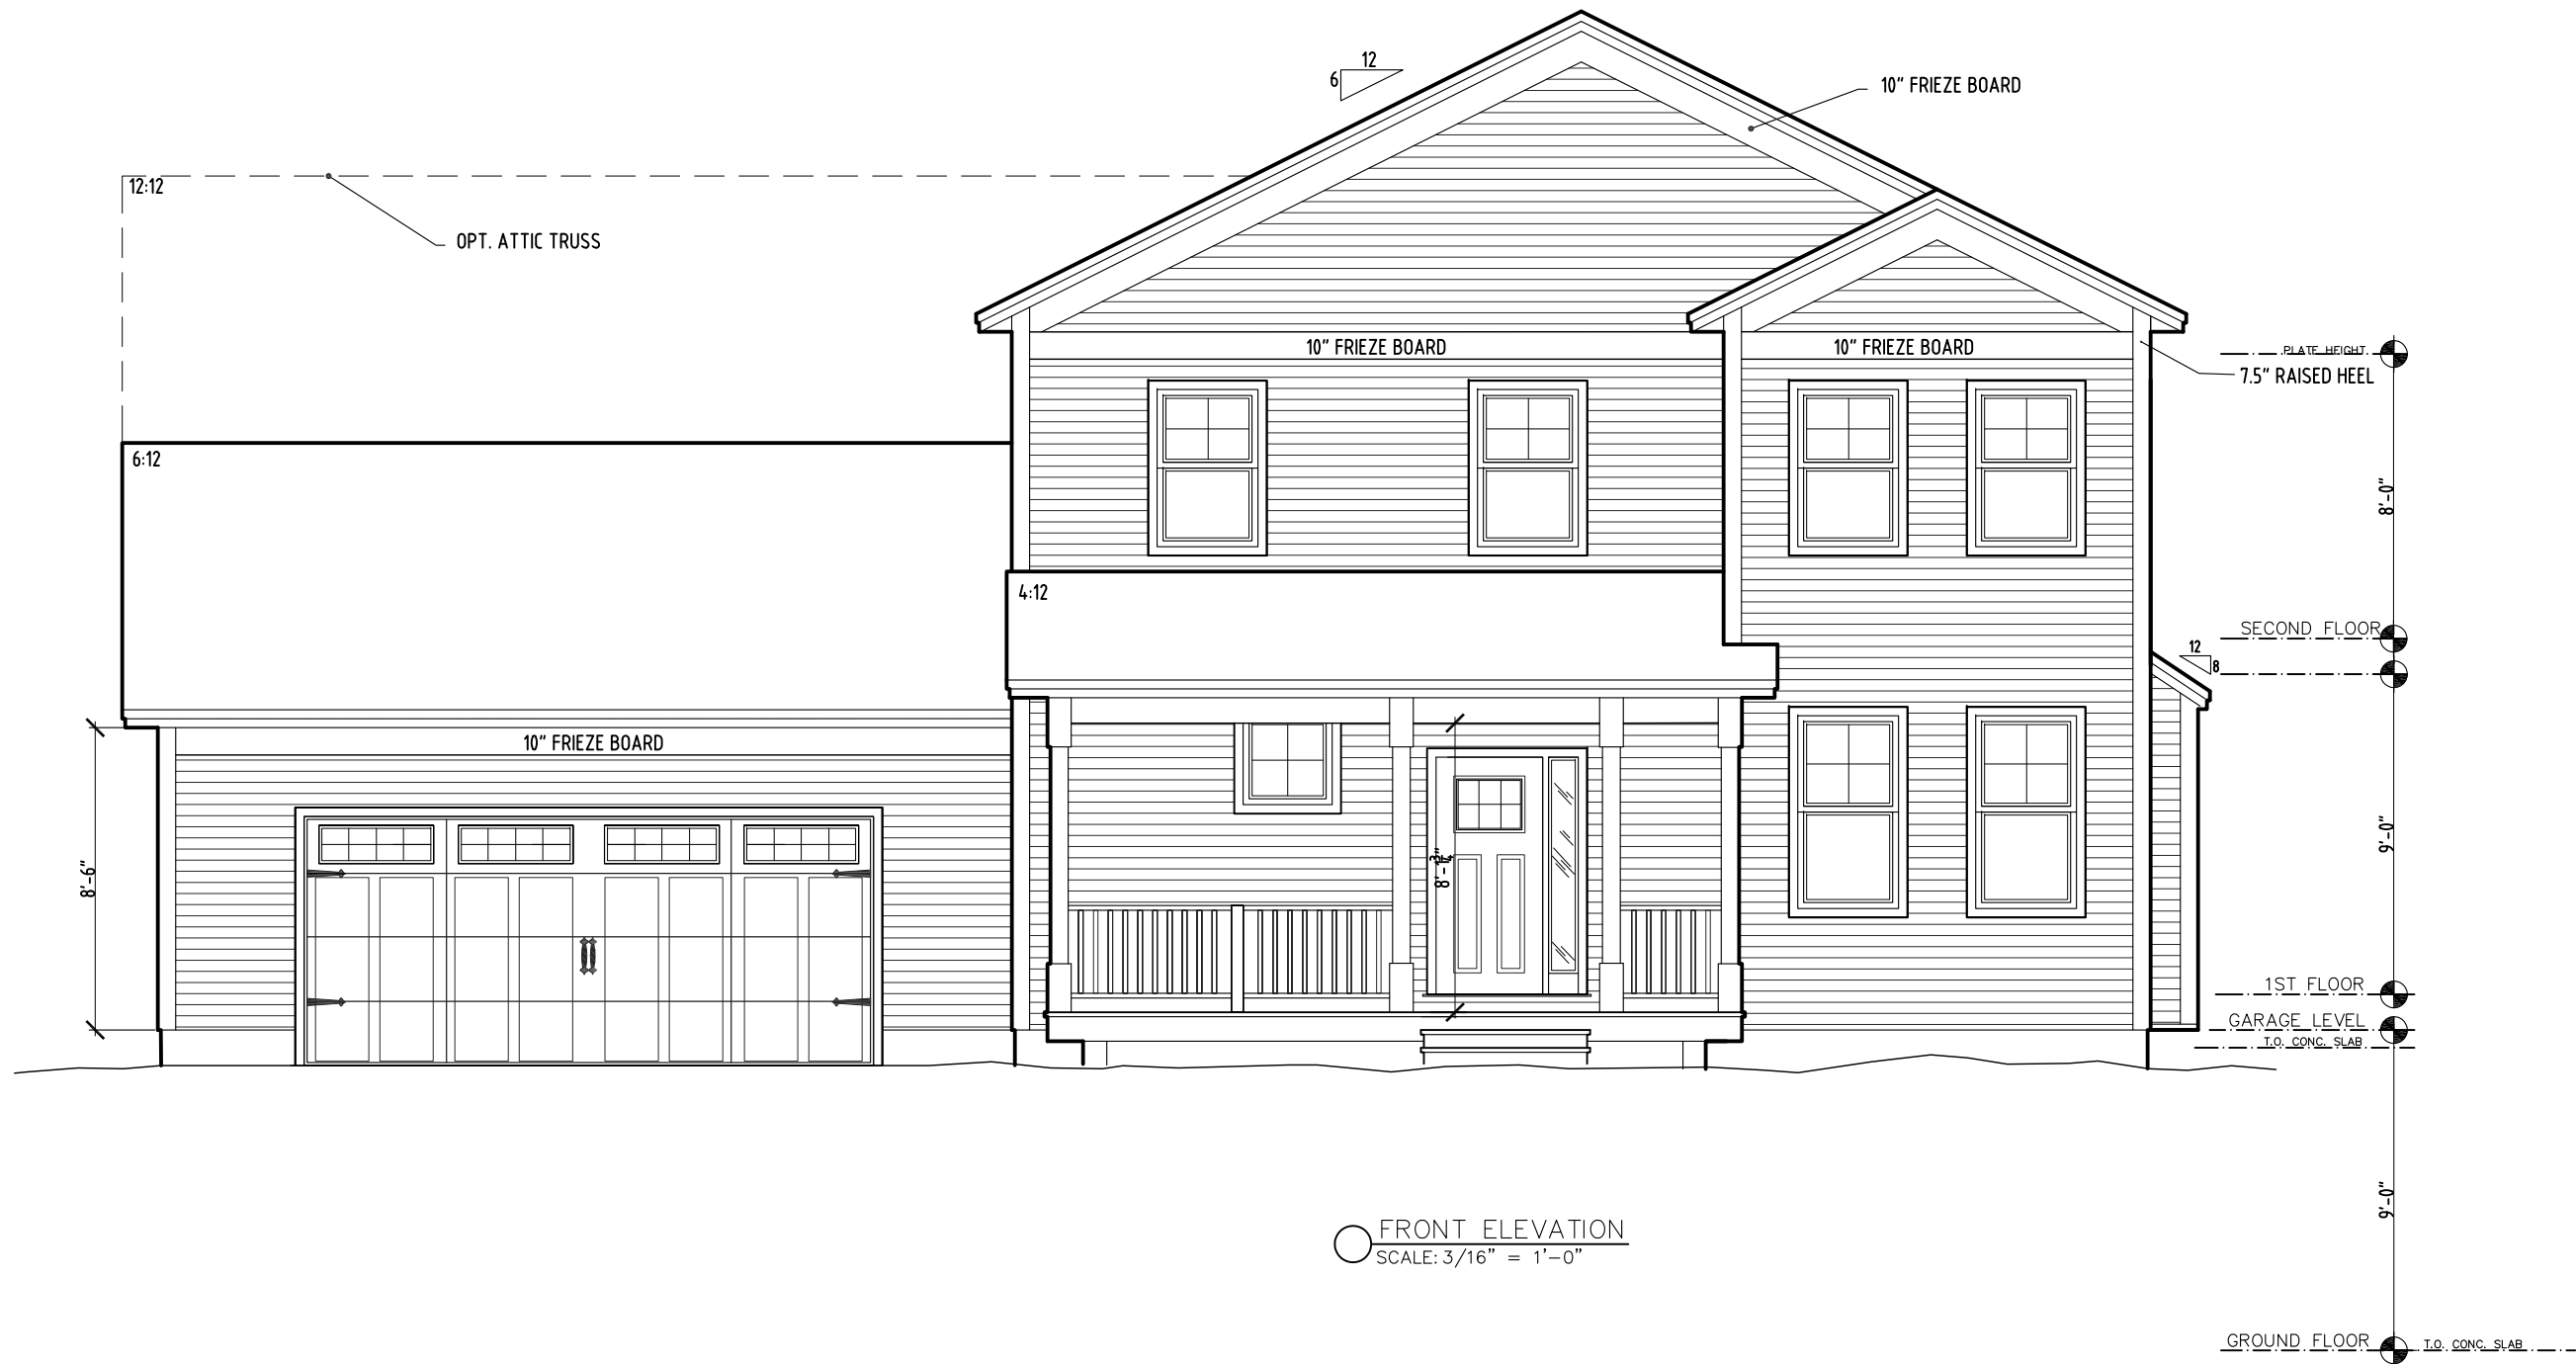 12
6
10" FRIEZE BOARD
12:12
OPT. ATTIC TRUSS
10" FRIEZE BOARD
10" FRIEZE BOARD
PLATE HEIGHT
7.5" RAISED HEEL
6:12
8'-0"
4:12
SECOND FLOOR
12
8
10" FRIEZE BOARD
8'-6"
9'-0"
1ST FLOOR
GARAGE LEVEL
T.O. CONC. SLAB
9'-0"
FRONT ELEVATION
SCALE: 3/16" = 1'-0"
GROUND FLOOR
T.O. CONC. SLAB